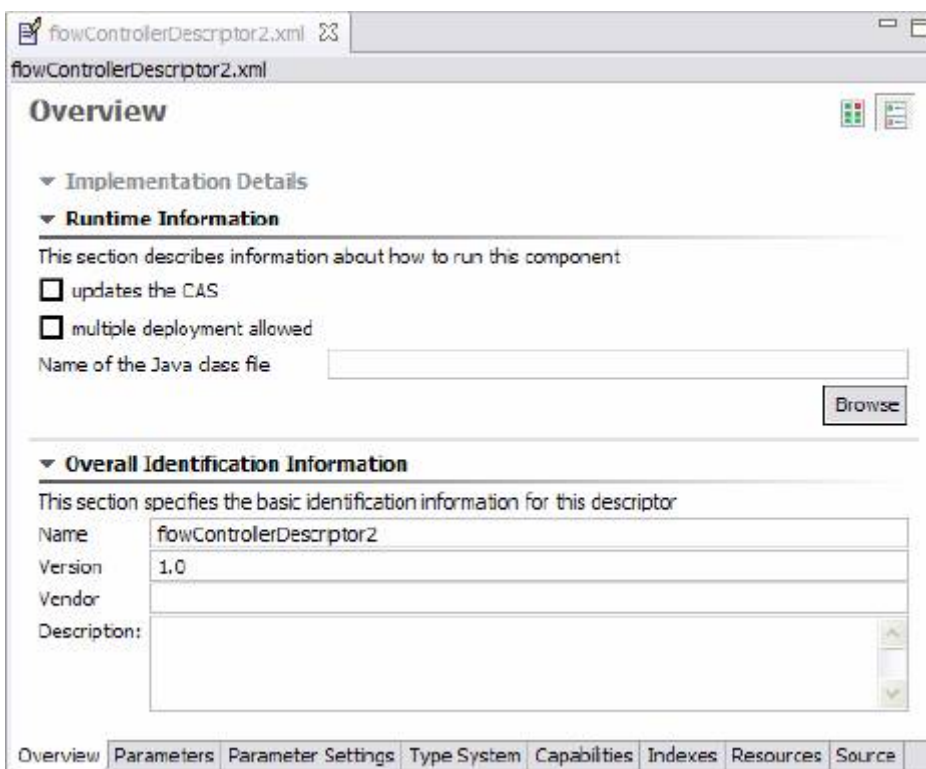 flowControlerDescriptor2.xml
flowControllerDescriptor2.xml
Overview
Implementation Details
Runtime Information
This section describes information about how to run this component
updates the CAS
multiple deployment allowed
Name of the Java class file
Browse
Overall Identification Information
This section specifies the basic identification information for this descriptor
Name flowControlerDescriptor2
Version 1.0
Vendor
Description:
Overview Parameters Parameter Settings Type System Capabilities Indexes Resources Source